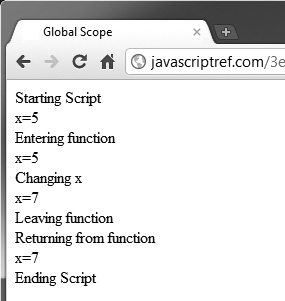 Global Scope
javascriptref.com/3e
Starting Script
x=5
Entering function
x=5
Changing x
x=7
Leaving function
Returning from function
x=7
Ending Script